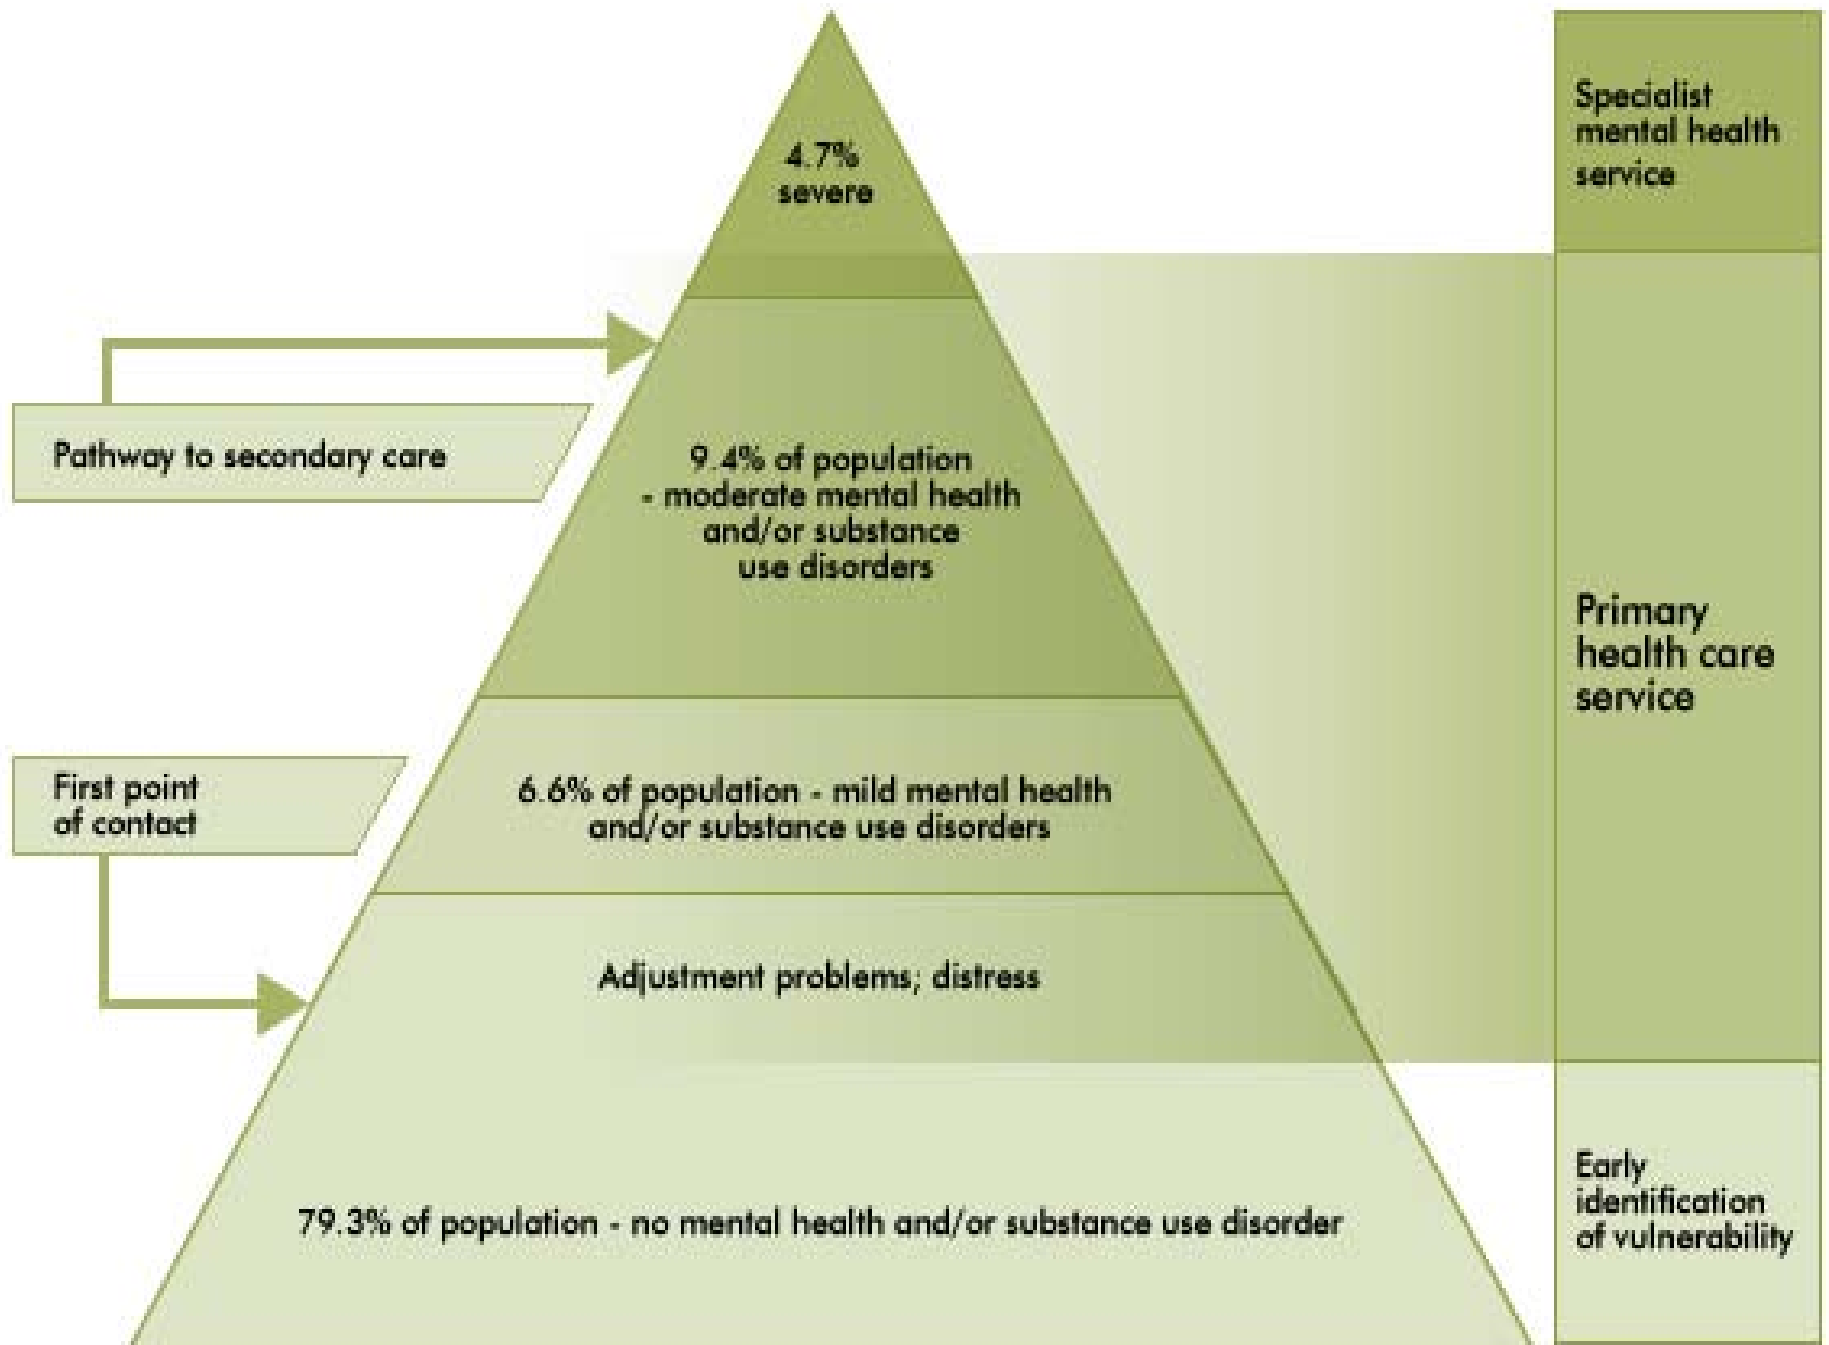 4.7%
severe
Specialist
mental health
service
Pathway to secondary care
9.4% of population
- moderate mental health
and/or substance
use disorders
Primary
health care
service
First point
of contact
6.6% of population - mild mental health
and/or substance use disorders
Adjustment problems; distress
79.3% of population - no mental health and/or substance use disorder
Early
identification
of vulnerability